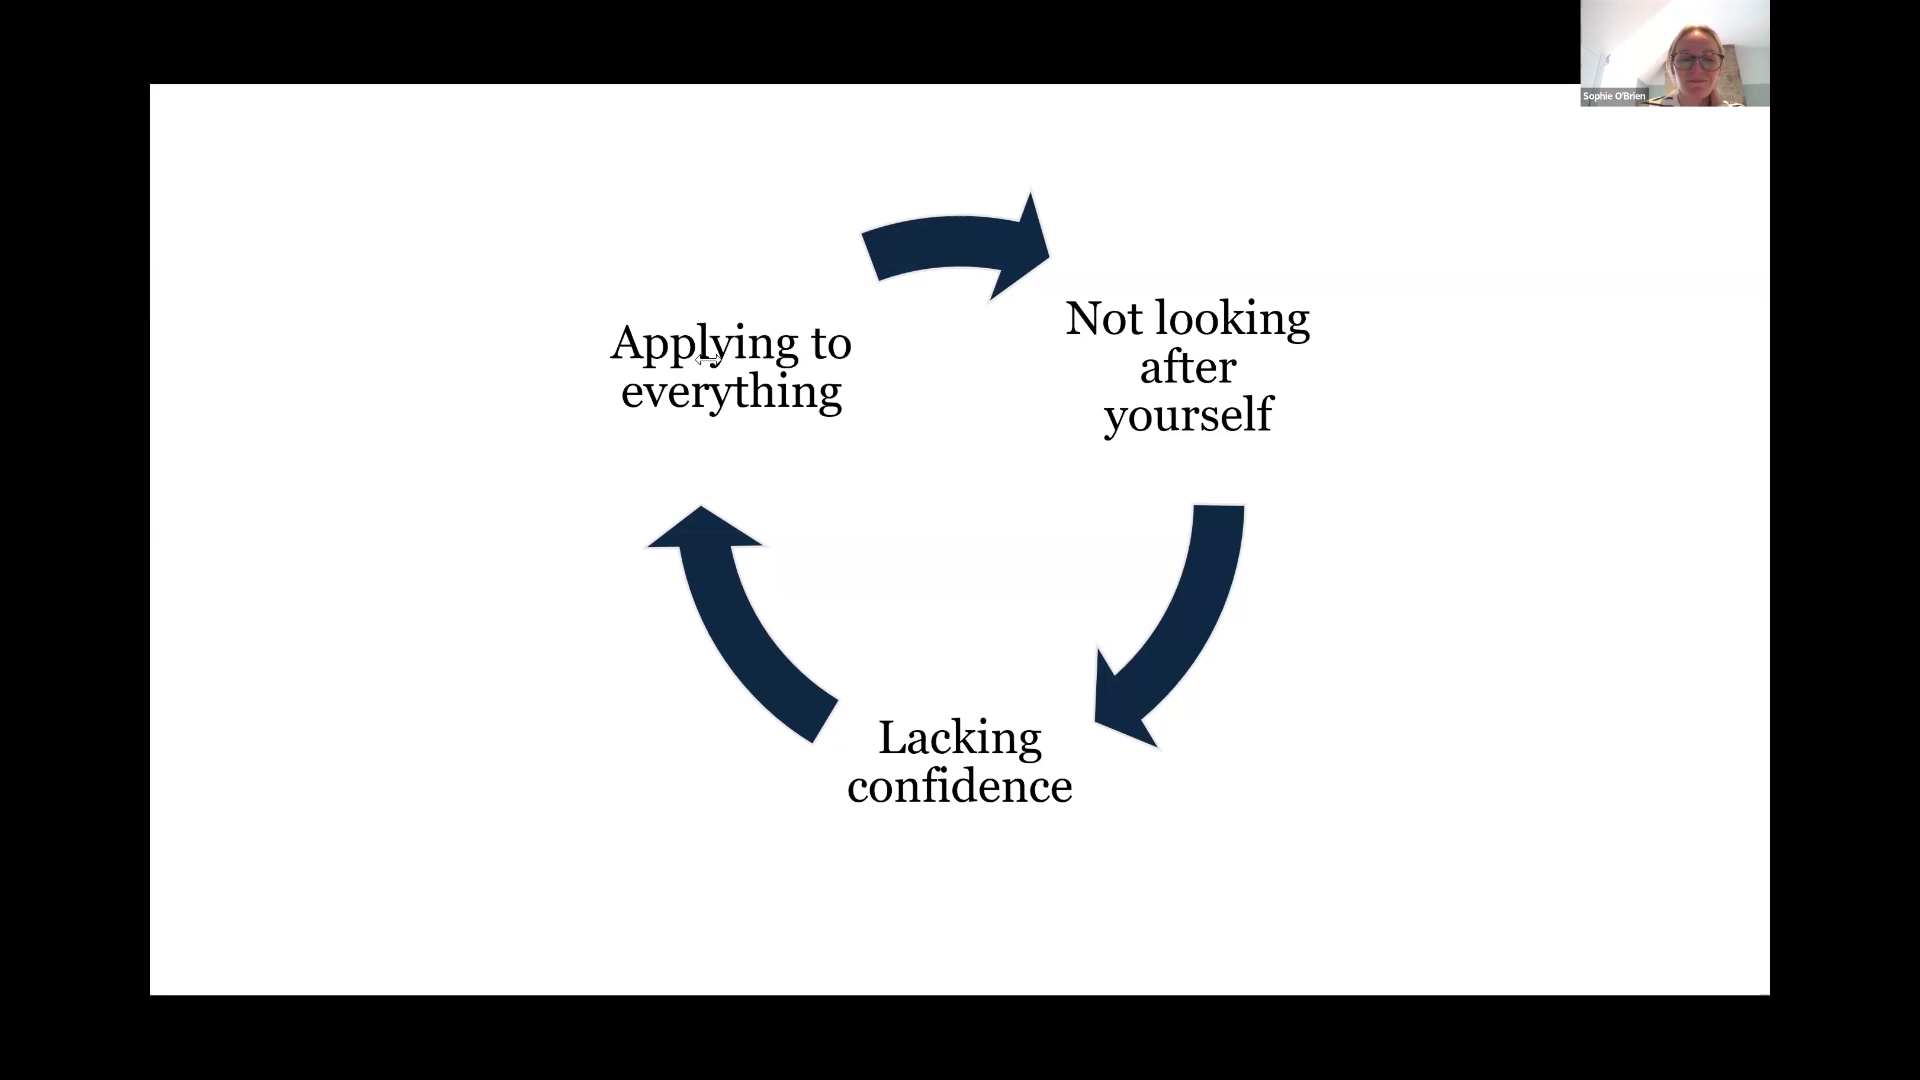 Sophie O'Brien
Applying to
everything
Not looking
after
yourself
Lacking
confidence